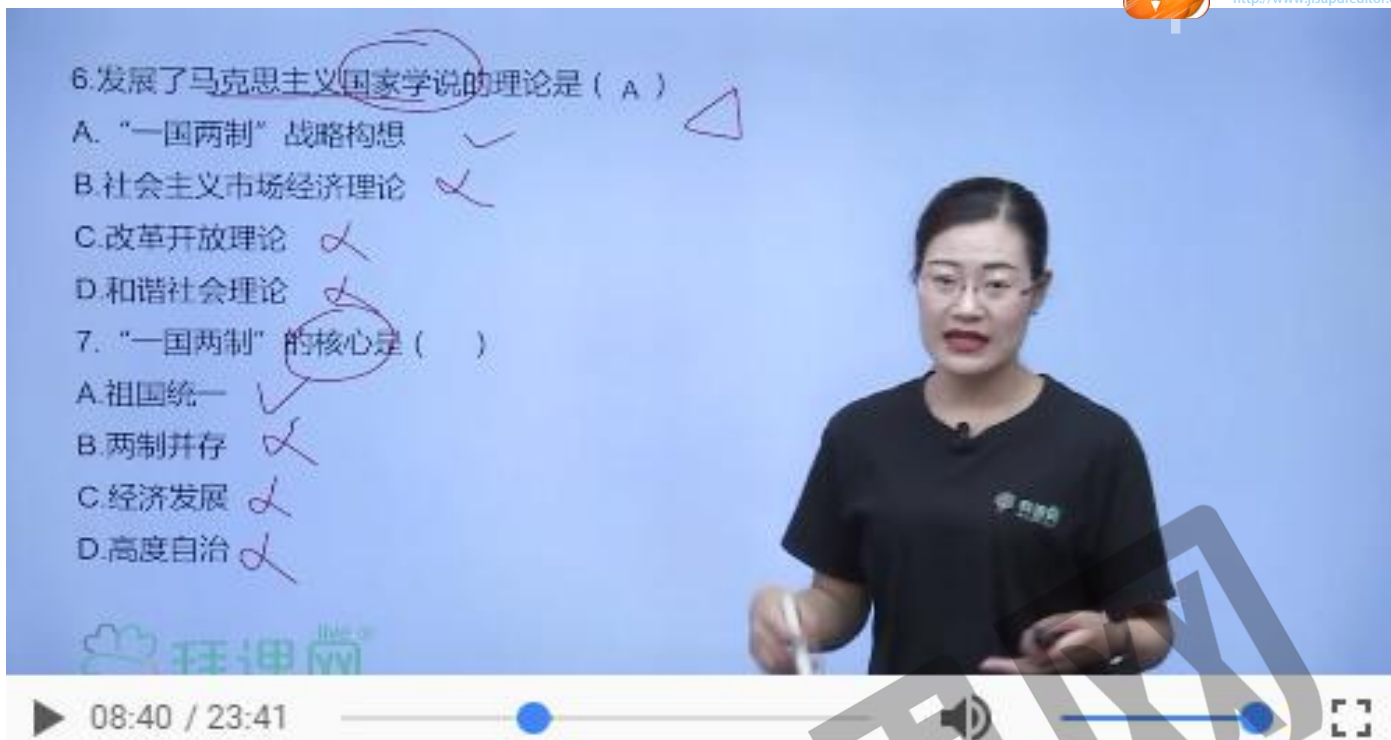 6.发展了马克思主义国家学说的理论是( A )
A.“一国两制”战略构想
B.社会主义市场经济理论
C.改革开放理论
D.和谐社会理论
7.“一国两制”的核心是( )
A.祖国统一
B.两制并存
C.经济发展
D.高度自治
08:40 / 23:41